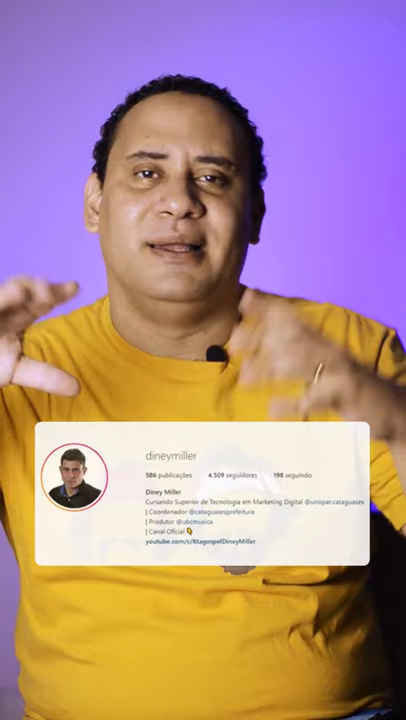 dineymiller
586 publicações 4.509 seguidores 198 seguindo
Diney Miller
Cursando Superior de Tecnologia em Marketing Digital @unopar.cataguases
| Coordenador @cataguasesprefeitura
| Produtor @ubcmusica
| Canal Oficial 👇
youtube.com/c/KtagospelDineyMiller